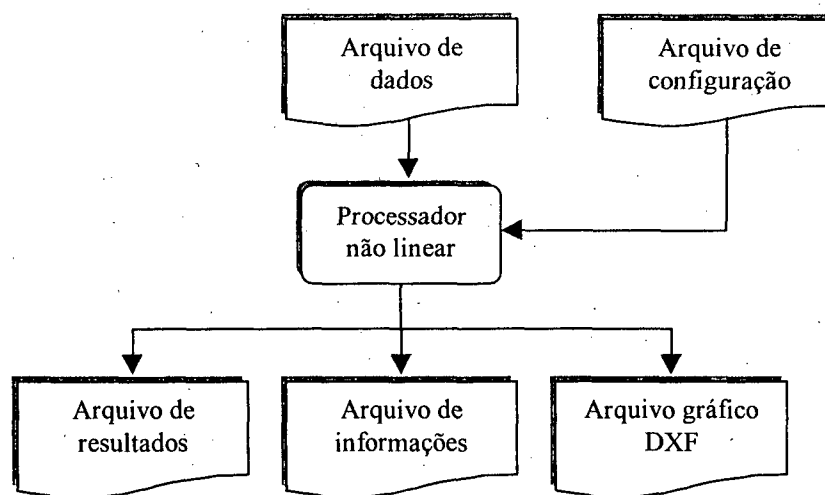 Arquivo de
dados
Arquivo de
configuração
Processador
não linear
Arquivo de
resultados
Arquivo de
informações
Arquivo gráfico
DXF